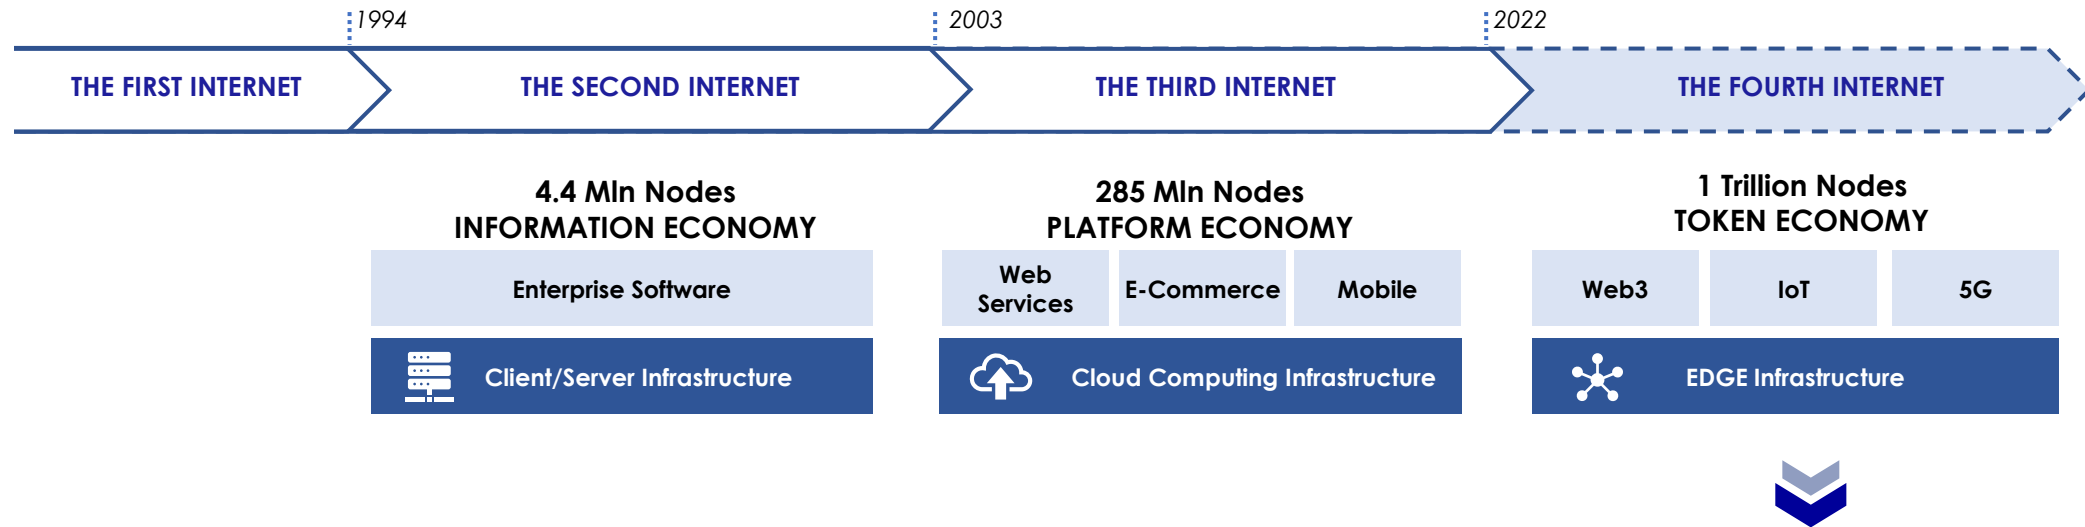 1994
2003
2022
THE FIRST INTERNET
THE SECOND INTERNET
THE THIRD INTERNET
THE FOURTH INTERNET
4.4 Mln Nodes
INFORMATION ECONOMY
Enterprise Software
Client/Server Infrastructure
285 Mln Nodes
PLATFORM ECONOMY
Web
Services
E-Commerce
Mobile
Cloud Computing Infrastructure
1 Trillion Nodes
TOKEN ECONOMY
Web3
IoT
5G
EDGE Infrastructure